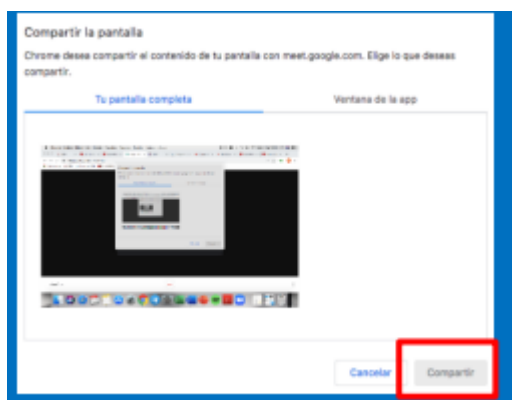 Compartir la pantalla
Chrome desea compartir el contenido de tu pantalla con meet.google.com. Elige lo que deseas
compartir.
Tu pantalla completa Ventana de la app
Cancelar Compartir